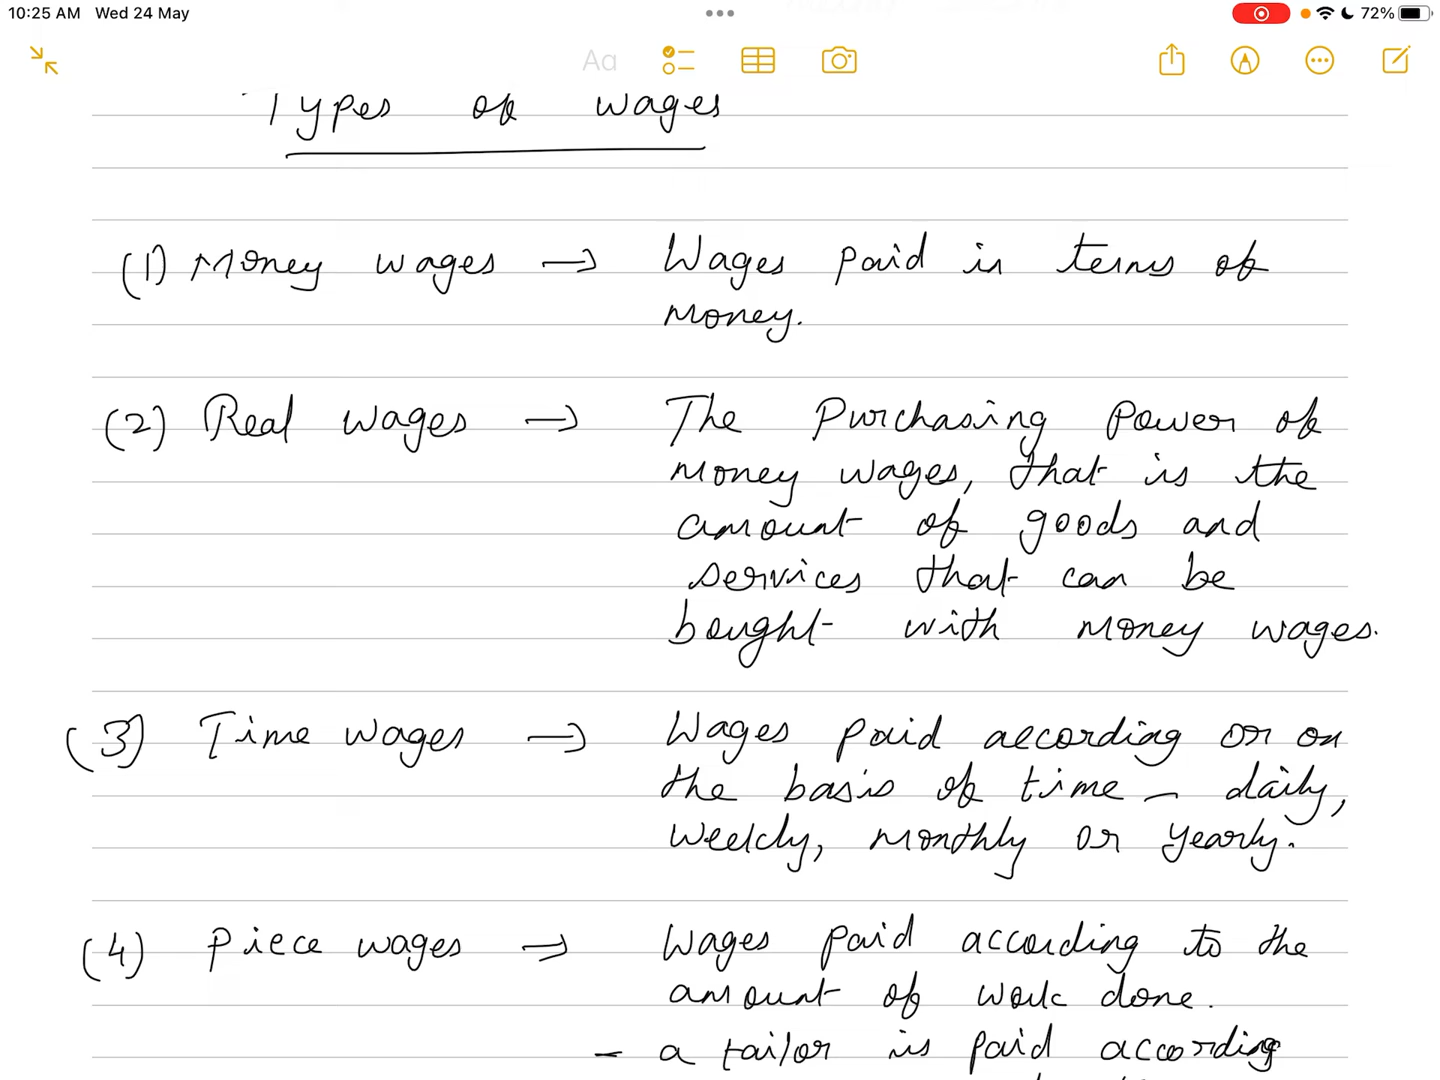 10:25 AM Wed 24 May
72%
Aa
Types of wages
(1) Money wages → Wages paid in terms of
money.
(2) Real wages → The Purchasing Power of
money wages, that is the
amount of goods and
services that can be
bought with money wages.
(3) Time wages → Wages paid according or on
the basis of time - daily,
weekly, monthly or yearly.
(4) Piece wages → Wages paid according to the
amount of work done.
- a tailor is paid according